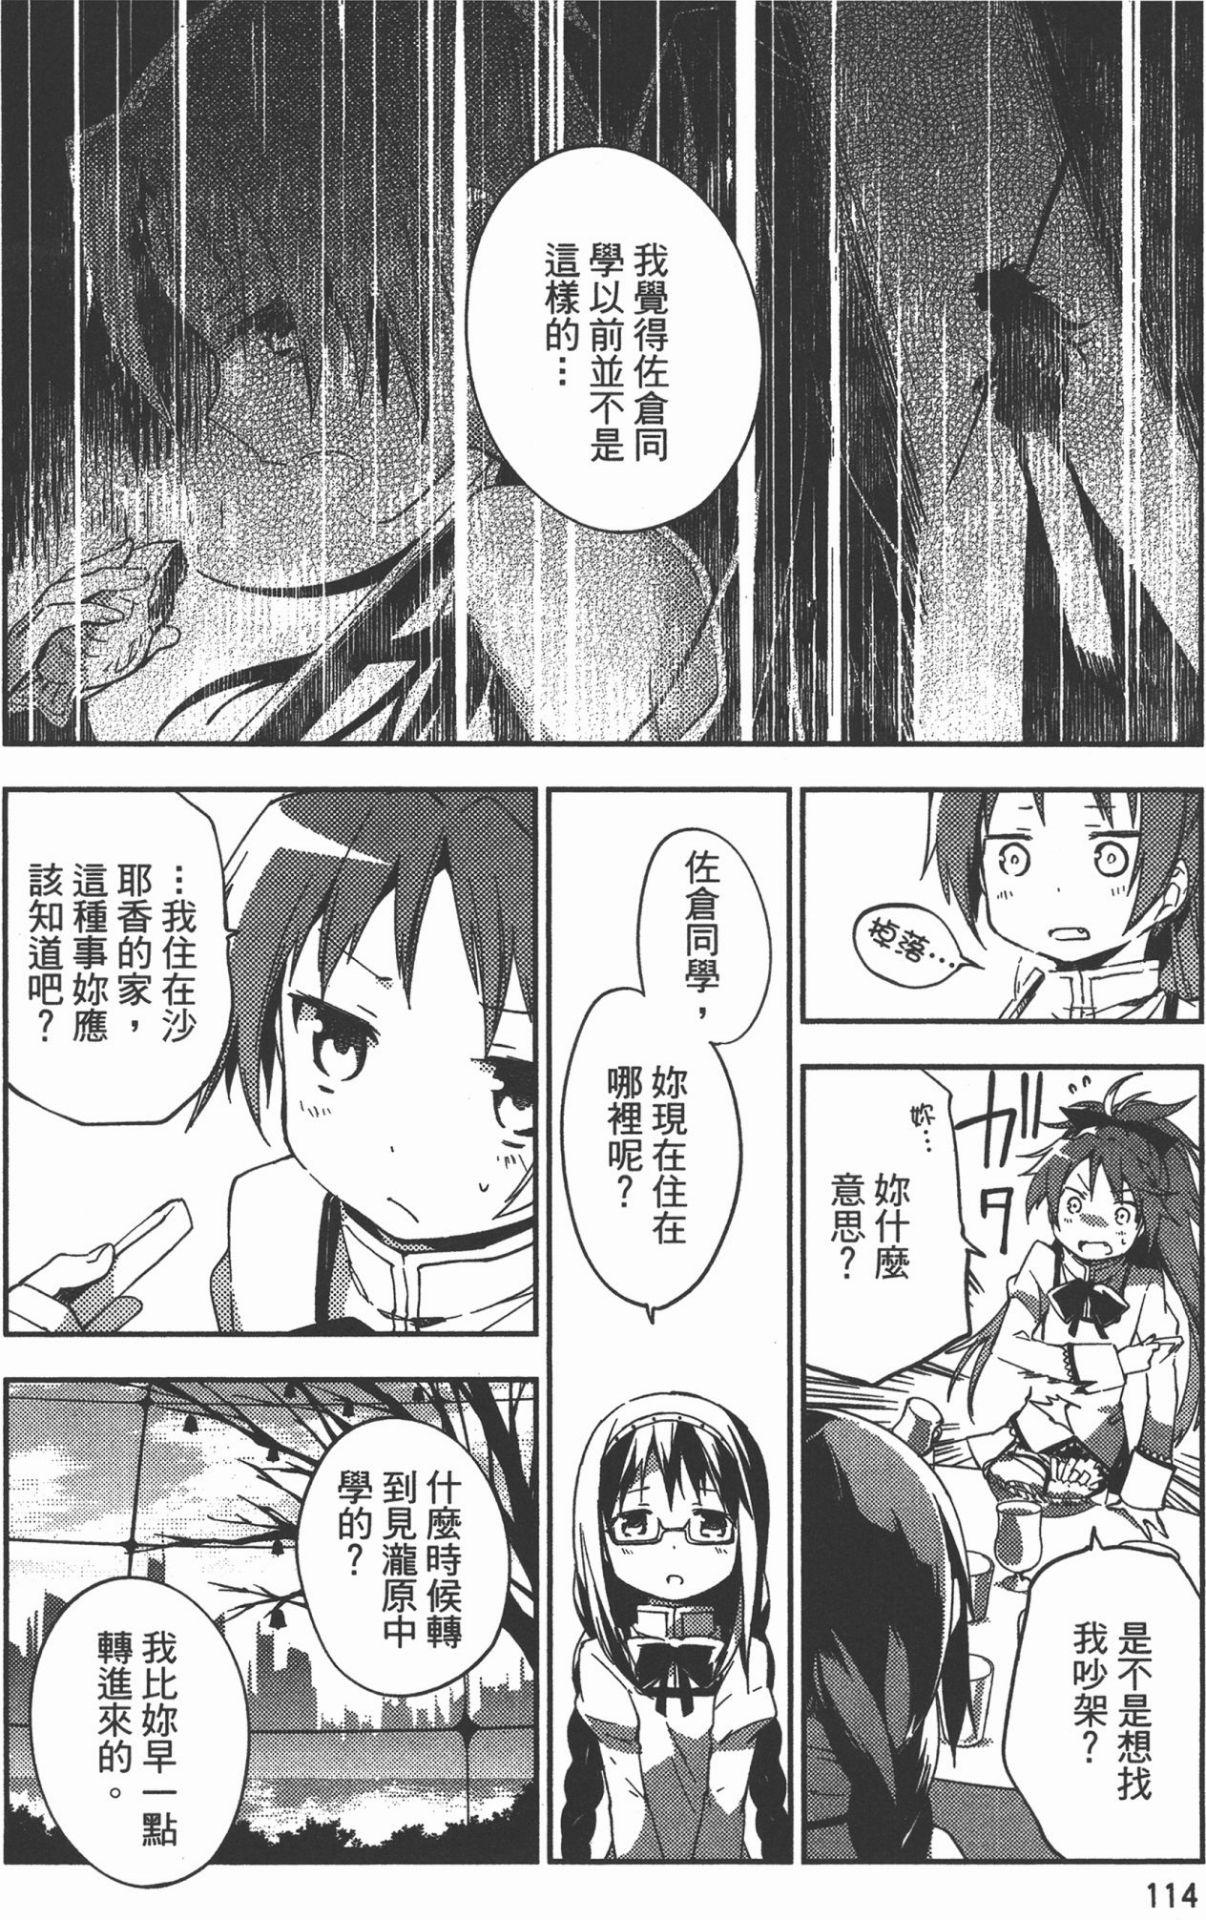 我覺得佐倉同
學以前並不是
這樣的…
掉落…
妳…
妳什麼
意思？
ガタ
是不是想找
我吵架？
佐倉同學，
妳現在住在
哪裡呢？
…我住在沙
耶香的家，
這種事妳應
該知道吧？
什麼時候轉
到見瀧原中
學的？
我比妳早一點
轉進來的。
114